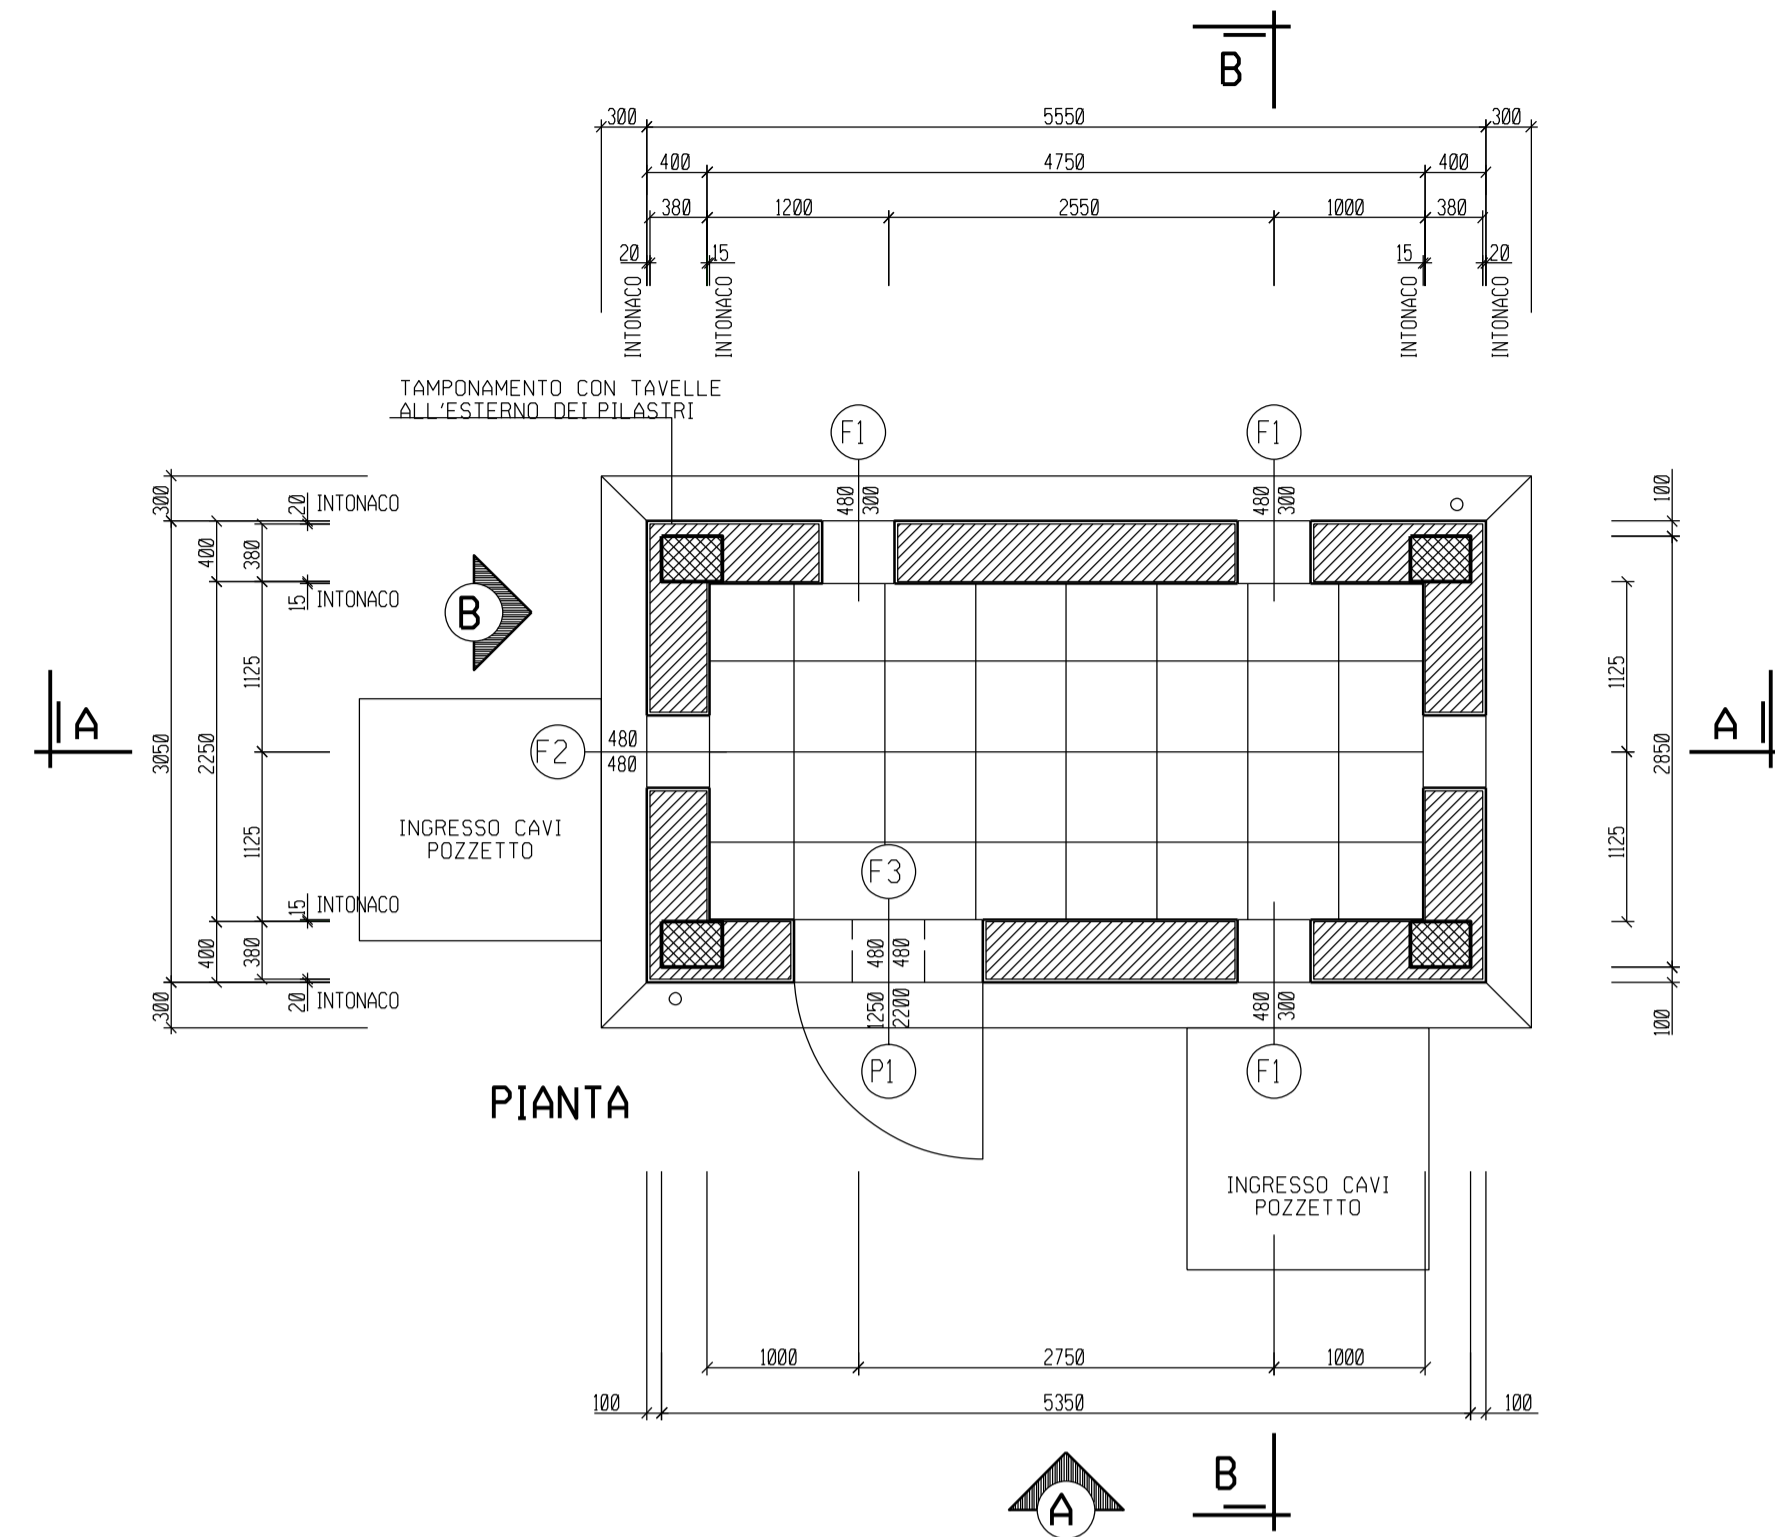 B
300 5550 300
400 4750 400
380 1200 2550 1000 380
20 15 15 20
INTONACO INTONACO INTONACO INTONACO
TAMPONAMENTO CON TAVELLE
ALL'ESTERNO DEI PILASTRI
F1 F1
300 20 INTONACO 480 300 480 300 100
400 380
15 INTONACO
B
1125 1125
A A
3050 2250 2850
F2 480
480
INGRESSO CAVI
POZZETTO
1125 1125
F3
15 INTONACO
400 380 480 480
20 INTONACO
300 1250 2200 480 300 100
P1 F1
PIANTA
INGRESSO CAVI
POZZETTO
1000 2750 1000
100 5350 100
B
A